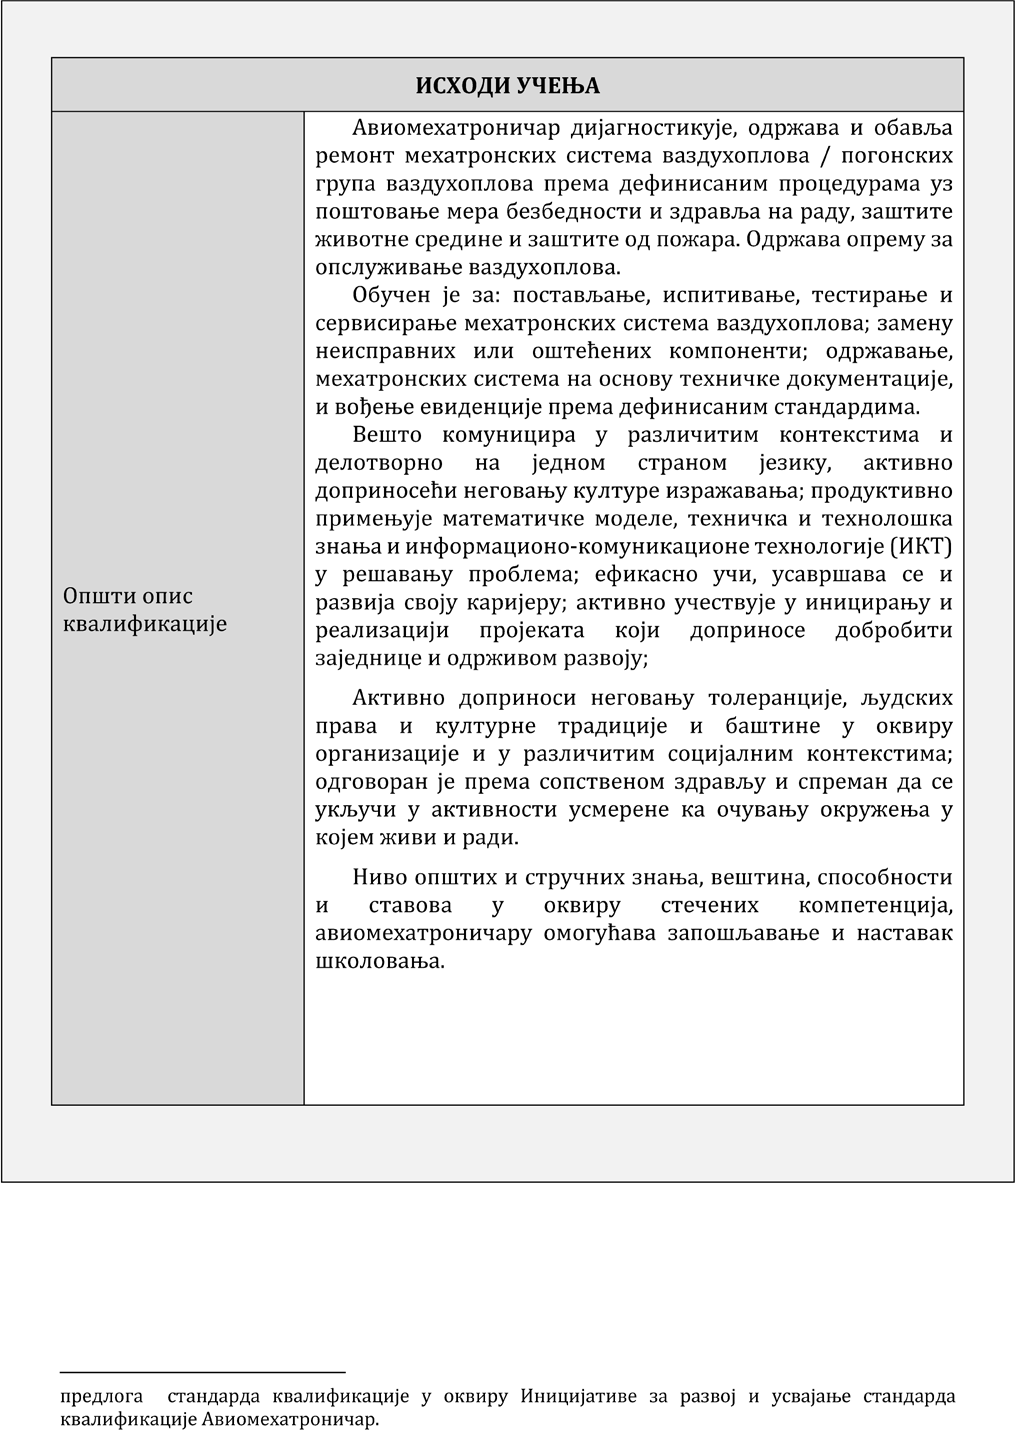 ИСХОДИ УЧЕЊА
Општи опис
квалификације
Авиомехатроничар дијагностикује, одржава и обавља
ремонт мехатронских система ваздухоплова / погонских
група ваздухоплова према дефинисаним процедурама уз
поштовање мера безбедности и здравља на раду, заштите
животне средине и заштите од пожара. Одржава опрему за
опслуживање ваздухоплова.
Обучен је за: постављање, испитивање, тестирање и
сервисирање мехатронских система ваздухоплова; замену
неисправних или оштећених компоненти; одржавање,
мехатронских система на основу техничке документације,
и вођење евиденције према дефинисаним стандардима.
Вешто комуницира у различитим контекстима и
делотворно на једном страном језику, активно
доприносећи неговању културе изражавања; продуктивно
примењује математичке моделе, техничка и технолошка
знања и информационо-комуникационе технологије (ИКТ)
у решавању проблема; ефикасно учи, усавршава се и
развија своју каријеру; активно учествује у иницирању и
реализацији пројеката који доприносе добробити
заједнице и одрживом развоју;
Активно доприноси неговању толеранције, људских
права и културне традиције и баштине у оквиру
организације и у различитим социјалним контекстима;
одговоран је према сопственом здрављу и спреман да се
укључи у активности усмерене ка очувању окружења у
којем живи и ради.
Ниво општих и стручних знања, вештина, способности
и ставова у оквиру стечених компетенција,
авиомехатроничару омогућава запошљавање и наставак
школовања.
предлога стандарда квалификације у оквиру Иницијативе за развој и усвајање стандарда
квалификације Авиомехатроничар.